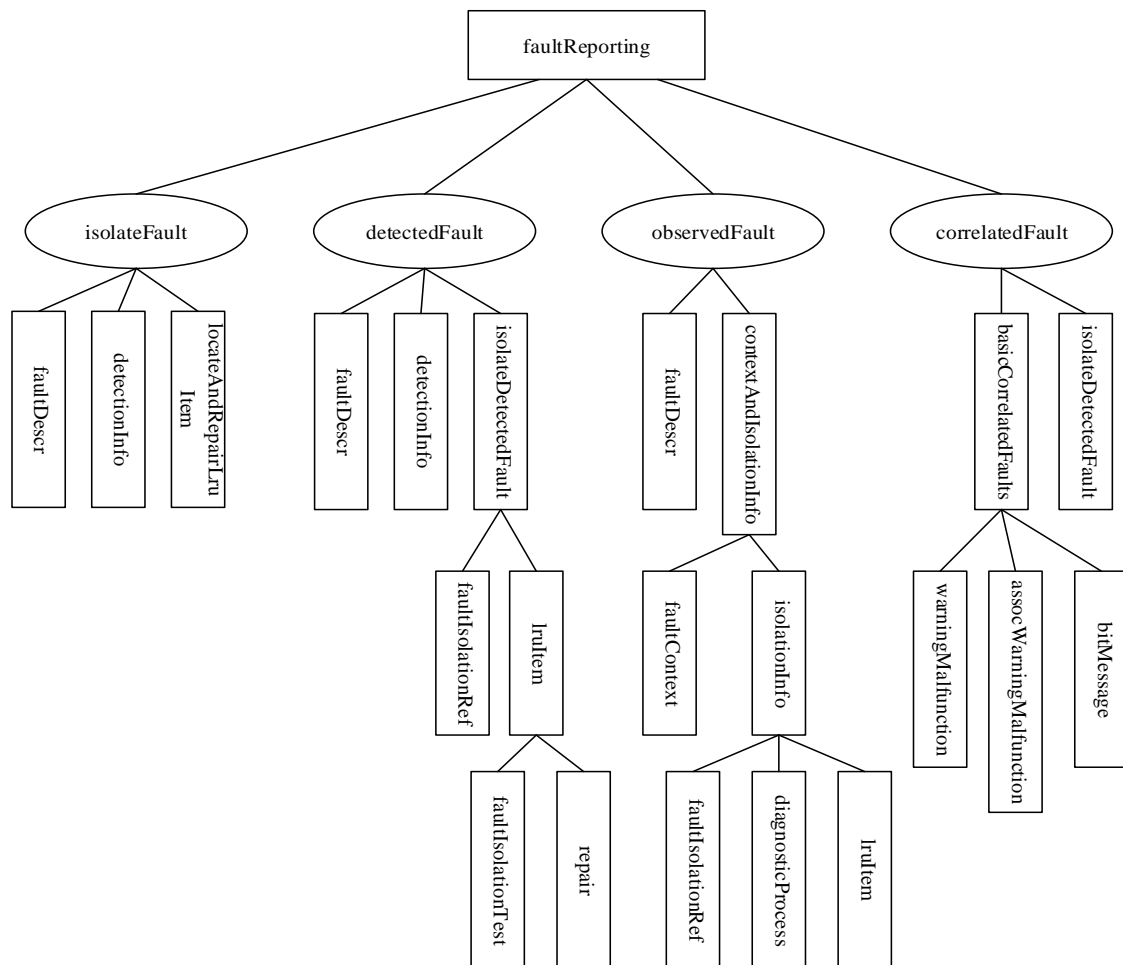 faultReporting
isolateFault
detectedFault
observedFault
correlatedFault
faultDescr
detectionInfo
locateAndRepairLru
Item
faultDescr
detectionInfo
isolateDetectedFault
faultDescr
contextAndIsolationInfo
basicCorrelatedFaults
isolateDetectedFault
faultIsolationRef
lruItem
faultContext
isolationInfo
warningMalfunction
assocWarningMalfunction
bitMessage
faultIsolationTest
repair
faultIsolationRef
diagnosticProcess
lruItem